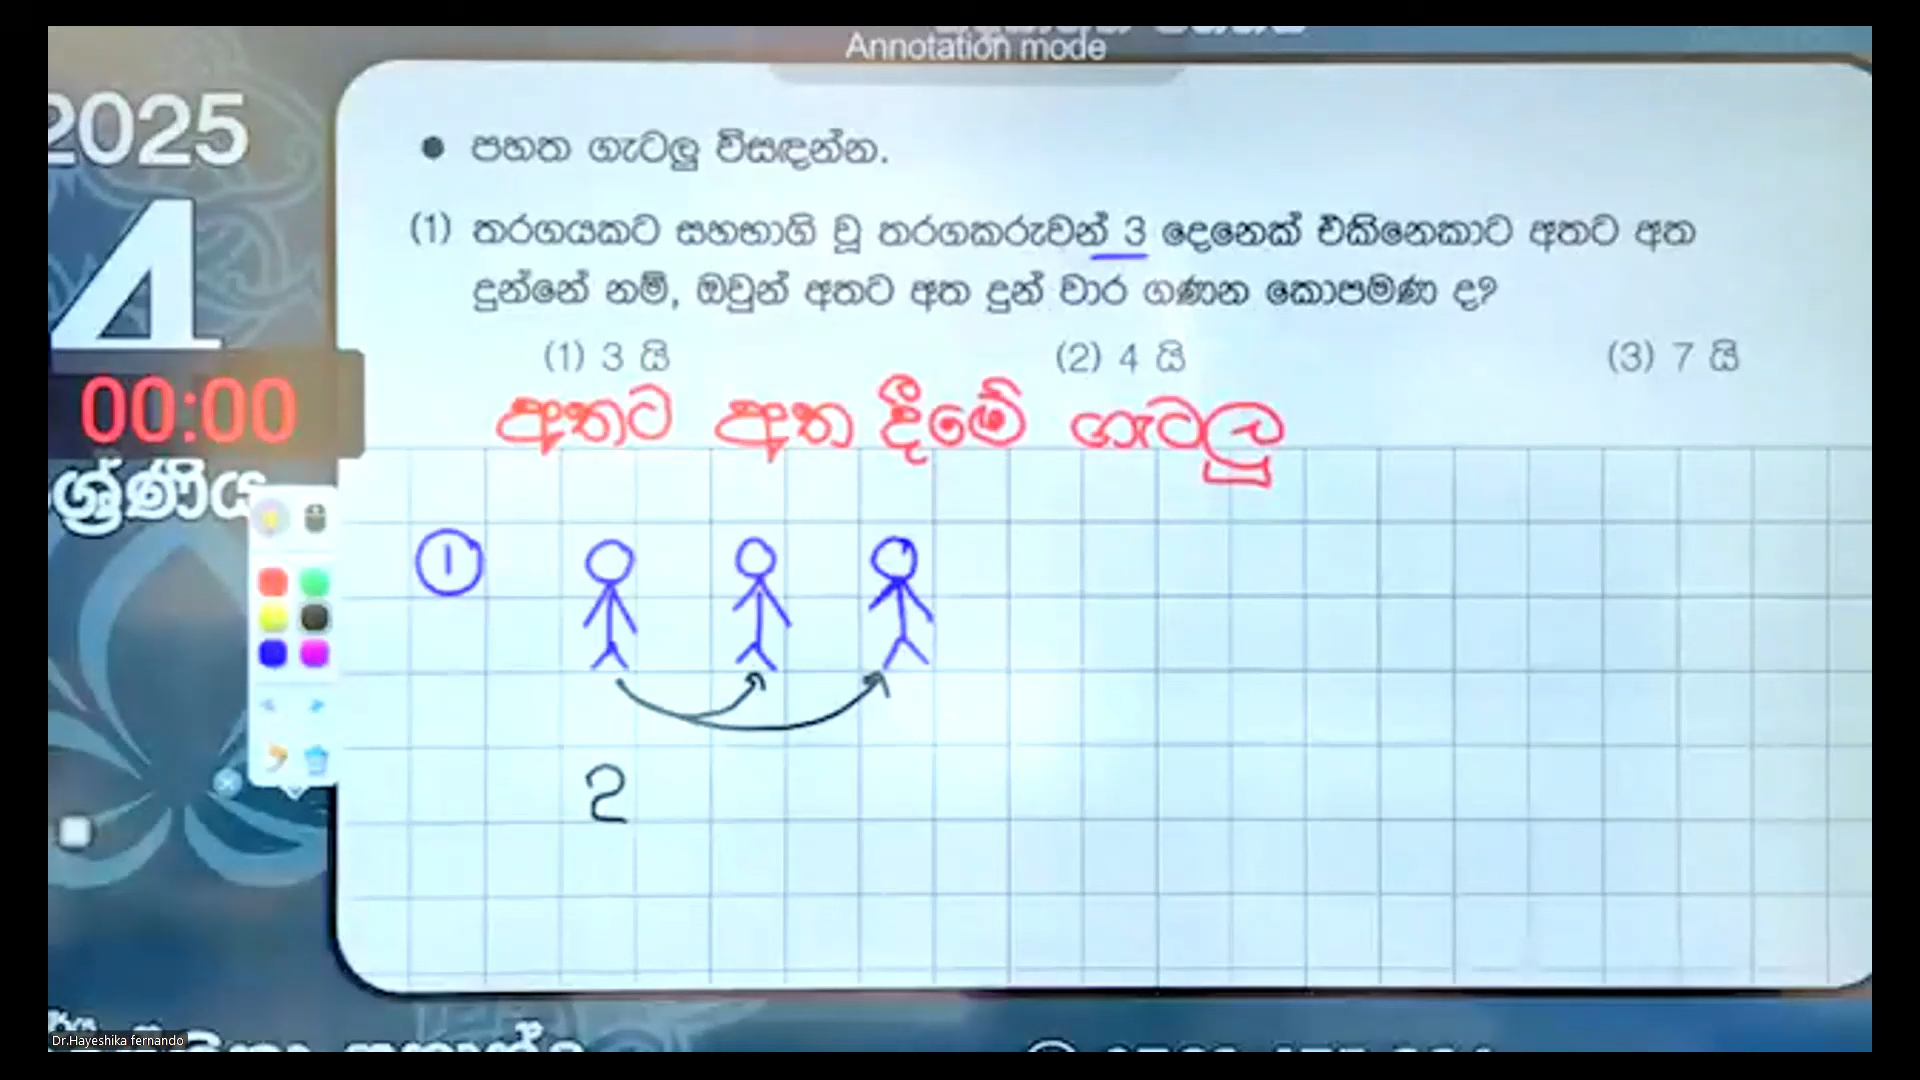 Annotation mode
2025
4
00:00
ශ්‍රේණිය
● පහත ගැටලු විසඳන්න.
(1) තරගයකට සහභාගි වූ තරගකරුවන් 3 දෙනෙක් එකිනෙකාට අතට අත
දුන්නේ නම්, ඔවුන් අතට අත දුන් වාර ගණන කොපමණ ද?
(1) 3 යි (2) 4 යි (3) 7 යි
අතට අත දීමේ ගැටලු
1
2
Dr.Hayeshika fernando